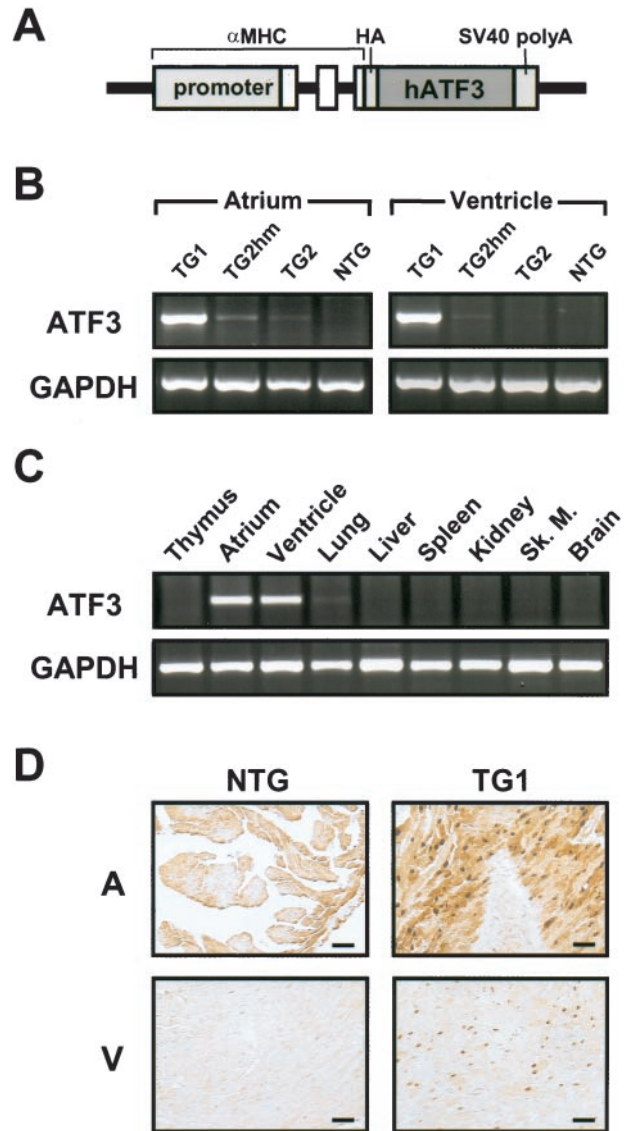 A
αMHC HA SV40 polyA
promoter hATF3
B
Atrium Ventricle
TG1 TG2hm TG2 NTG TG1 TG2hm TG2 NTG
ATF3
GAPDH
C
Thymus Atrium Ventricle Lung Liver Spleen Kidney Sk. M. Brain
ATF3
GAPDH
D
NTG TG1
A
V